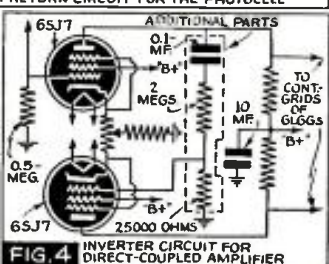 RETURN CIRCUIT FOR THE PHOTOCELL
ADDITIONAL PARTS
6SJ7
0.1-
MF.
"B+"
2
MEGS
TO
CONT.
GRIDS
OF
6L6GS
10
MF.
"B+"
0.5-
MEG.
"B+"
6SJ7
25000 OHMS
FIG. 4 INVERTER CIRCUIT FOR
DIRECT-COUPLED AMPLIFIER